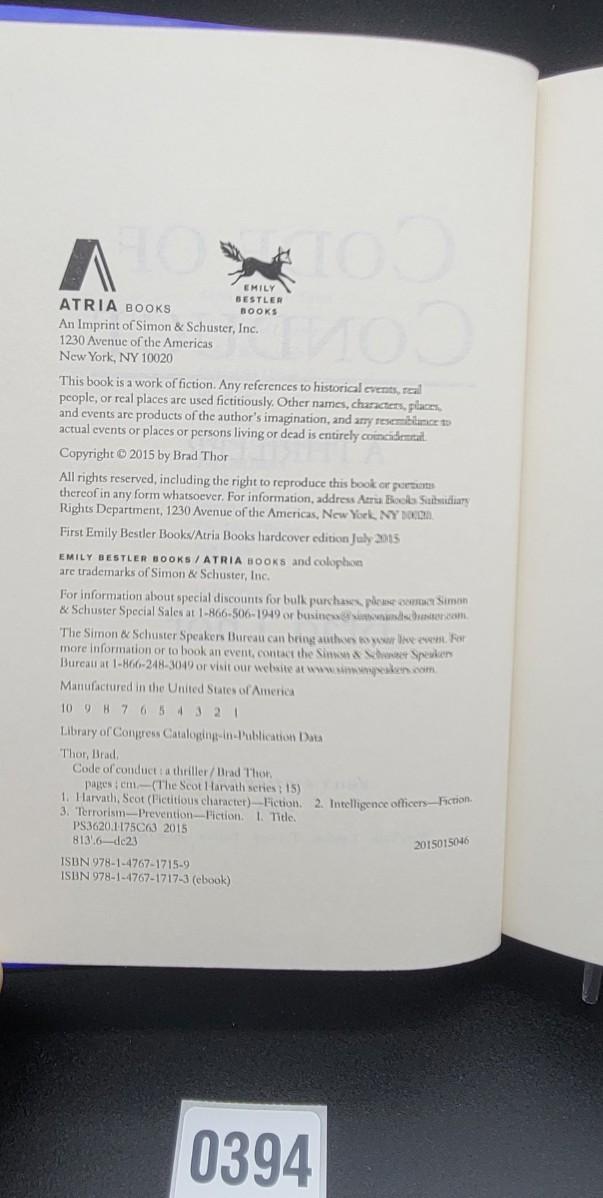 ATRIA BOOKS
EMILY
BESTLER
BOOKS
An Imprint of Simon & Schuster, Inc.
1230 Avenue of the Americas
New York, NY 10020
This book is a work of fiction. Any references to historical events, real
people, or real places are used fictitiously. Other names, characters, places,
and events are products of the author's imagination, and any resemblance to
actual events or places or persons living or dead is entirely coincidental.
Copyright © 2015 by Brad Thor
All rights reserved, including the right to reproduce this book or portions
thereof in any form whatsoever. For information, address Atria Books Subsidiary
Rights Department, 1230 Avenue of the Americas, New York, NY 10020.
First Emily Bestler Books/Atria Books hardcover edition July 2015
EMILY BESTLER BOOKS / ATRIA BOOKS and colophon
are trademarks of Simon & Schuster, Inc.
For information about special discounts for bulk purchases, please contact Simon
& Schuster Special Sales at 1-866-506-1949 or business@simonandschuster.com.
The Simon & Schuster Speakers Bureau can bring authors to your live event. For
more information or to book an event, contact the Simon & Schuster Speakers
Bureau at 1-866-248-3049 or visit our website at www.simonspeakers.com.
Manufactured in the United States of America
10 9 8 7 6 5 4 3 2 1
Library of Congress Cataloging-in-Publication Data
Thor, Brad.
Code of conduct : a thriller / Brad Thor.
pages ; cm.—(The Scot Harvath series ; 15)
1. Harvath, Scot (Fictitious character)—Fiction. 2. Intelligence officers—Fiction.
3. Terrorism—Prevention—Fiction. I. Title.
PS3620.H75C63 2015
813'.6—dc23 2015015046
ISBN 978-1-4767-1715-9
ISBN 978-1-4767-1717-3 (ebook)
0394